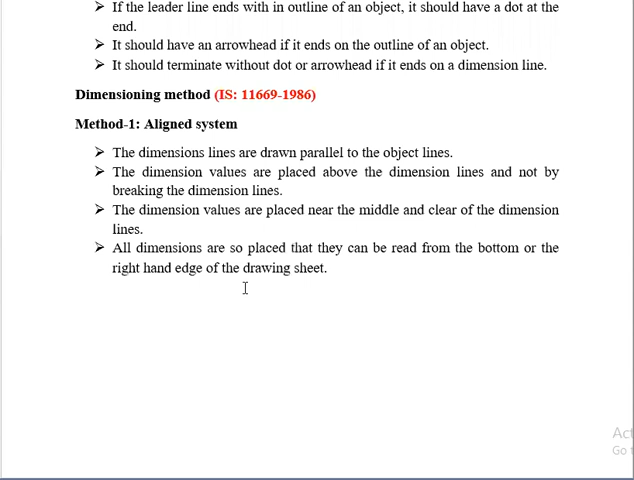 ➢ If the leader line ends with in outline of an object, it should have a dot at the
end.
➢ It should have an arrowhead if it ends on the outline of an object.
➢ It should terminate without dot or arrowhead if it ends on a dimension line.
Dimensioning method (IS: 11669-1986)
Method-1: Aligned system
➢ The dimensions lines are drawn parallel to the object lines.
➢ The dimension values are placed above the dimension lines and not by
breaking the dimension lines.
➢ The dimension values are placed near the middle and clear of the dimension
lines.
➢ All dimensions are so placed that they can be read from the bottom or the
right hand edge of the drawing sheet.
Go